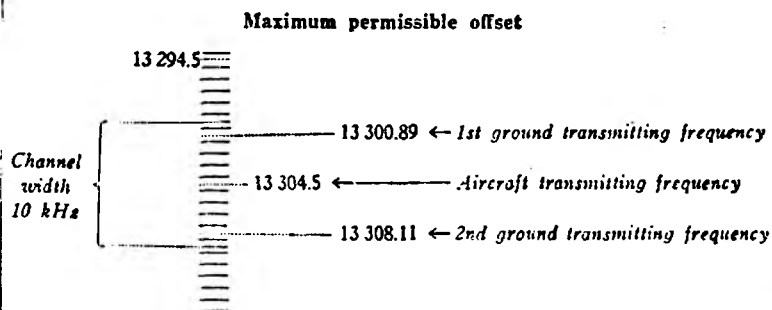 Maximum permissible offset
13 294.5
13 300.89 ← 1st ground transmitting frequency
Channel
width
10 kHz
13 304.5 ← Aircraft transmitting frequency
13 308.11 ← 2nd ground transmitting frequency